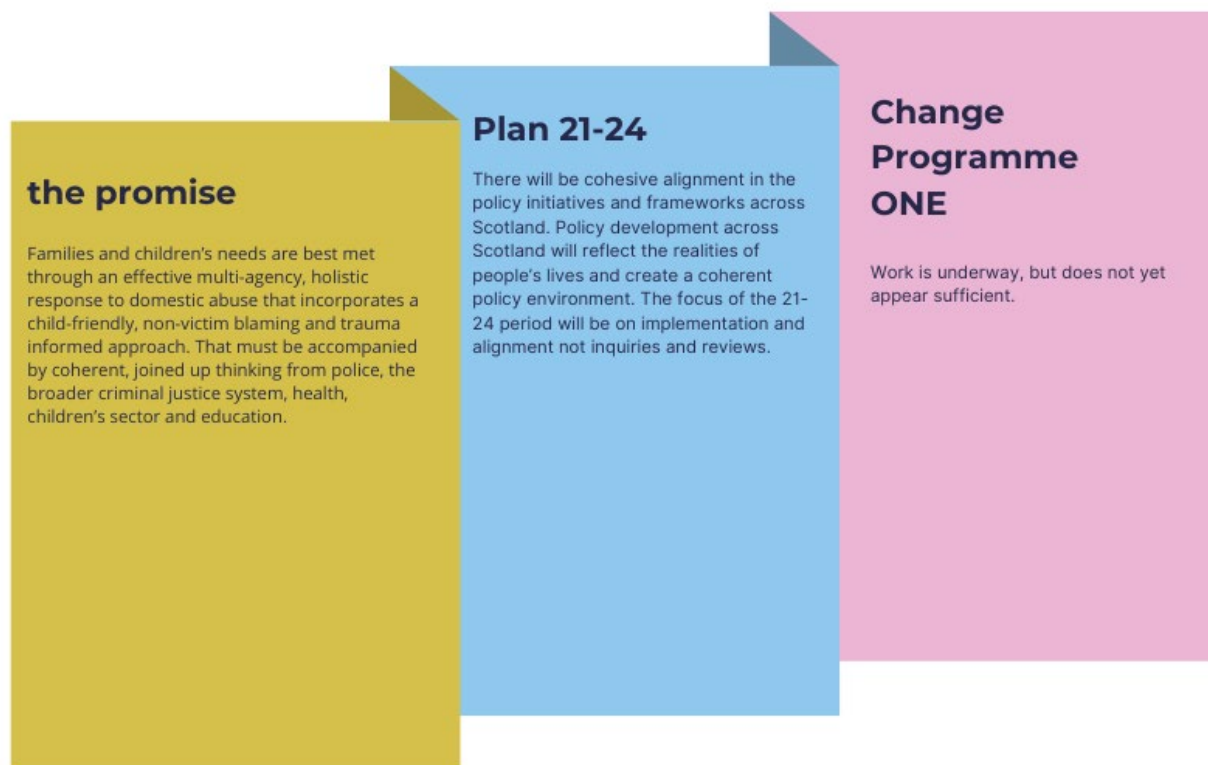 the promise
Families and children's needs are best met
through an effective multi-agency, holistic
response to domestic abuse that incorporates a
child-friendly, non-victim blaming and trauma
informed approach. That must be accompanied
by coherent, joined up thinking from police, the
broader criminal justice system, health,
children's sector and education.
Plan 21-24
There will be cohesive alignment in the
policy initiatives and frameworks across
Scotland. Policy development across
Scotland will reflect the realities of
people's lives and create a coherent
policy environment. The focus of the 21-
24 period will be on implementation and
alignment not inquiries and reviews.
Change
Programme
ONE
Work is underway, but does not yet
appear sufficient.